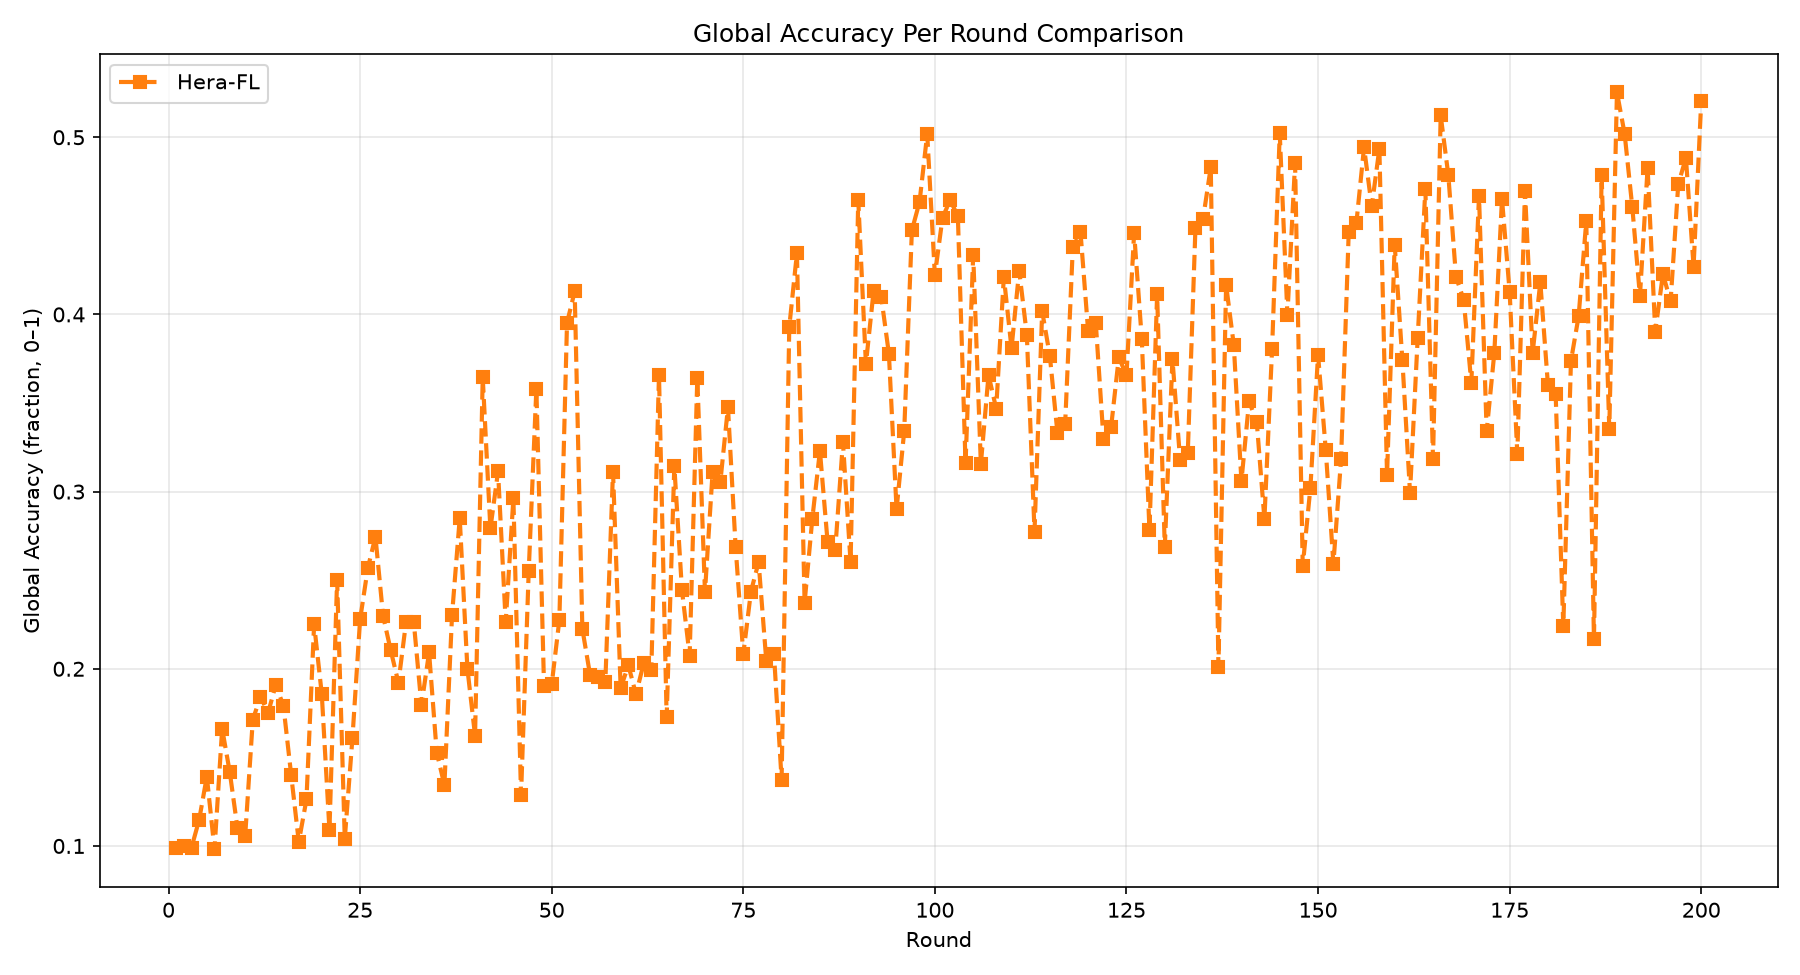 Global Accuracy Per Round Comparison
Hera-FL
Global Accuracy (fraction, 0–1)
0.5
0.4
0.3
0.2
0.1
0 25 50 75 100 125 150 175 200
Round